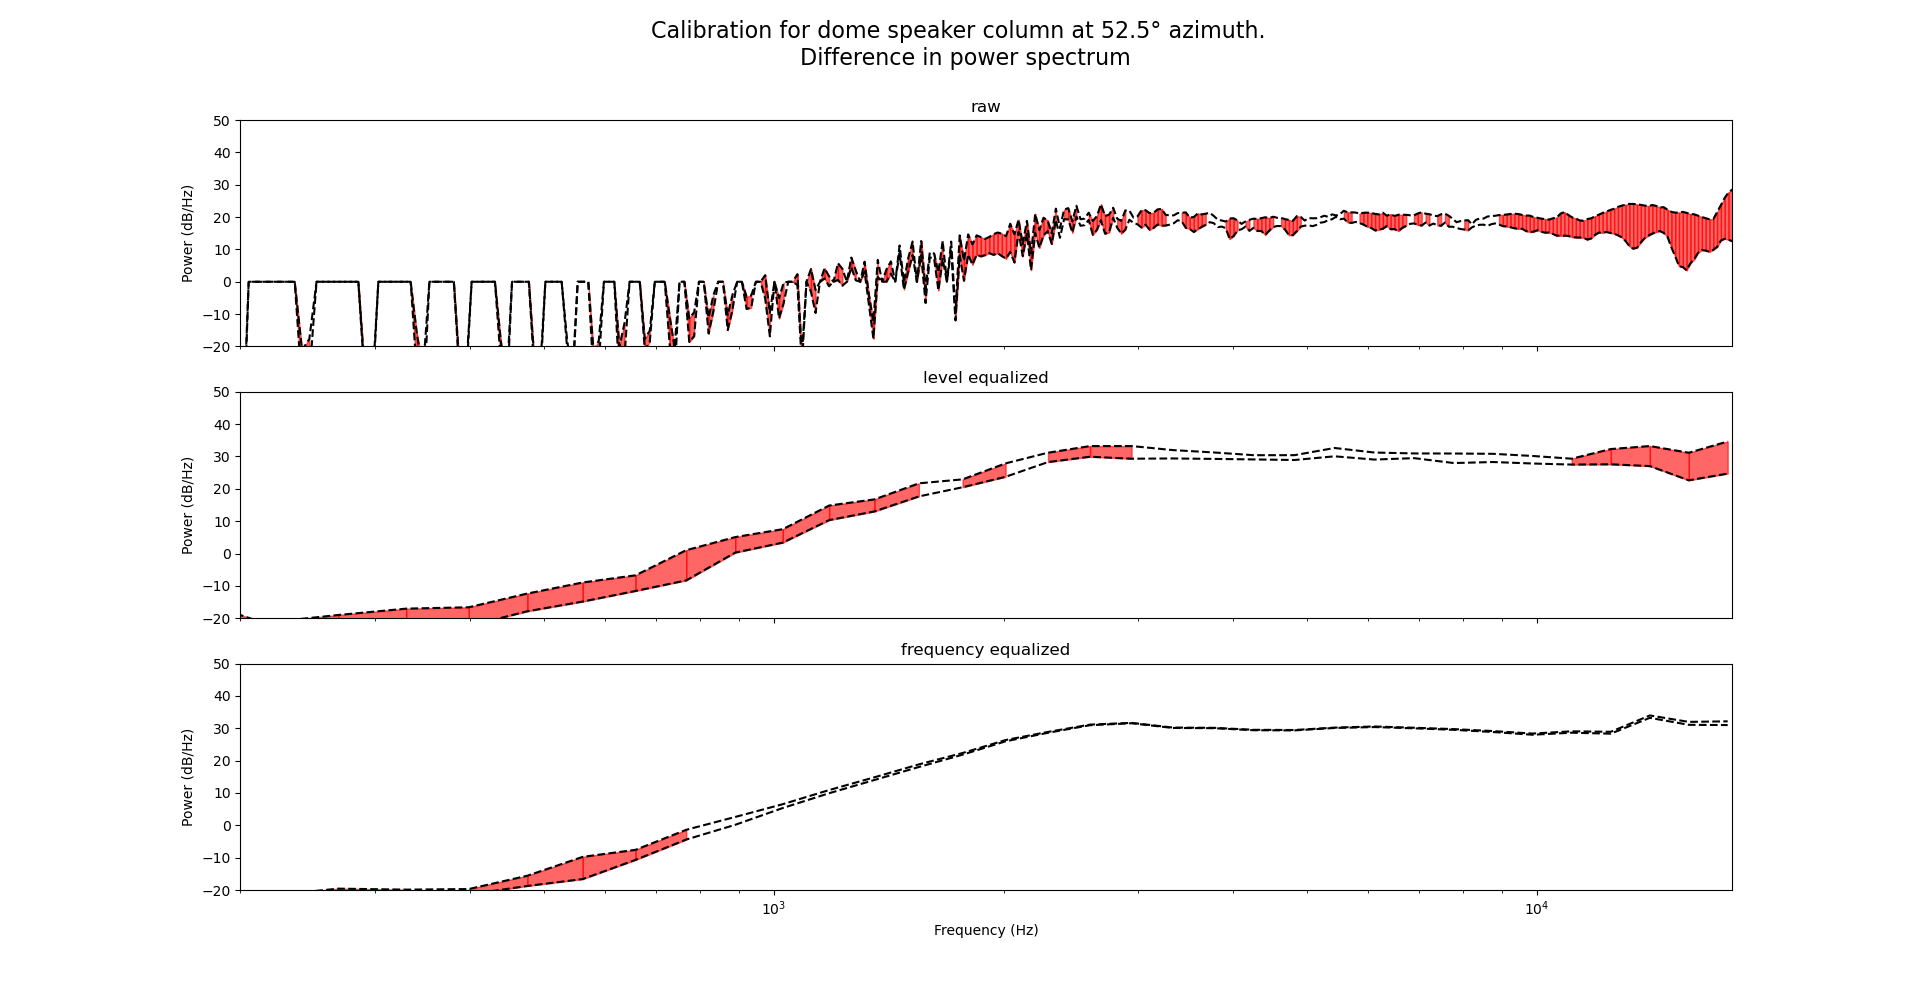 Calibration for dome speaker column at 52.5° azimuth.
Difference in power spectrum
raw
50
40
30
20
10
0
−10
−20
Power (dB/Hz)
level equalized
50
40
30
20
10
0
−10
−20
Power (dB/Hz)
frequency equalized
50
40
30
20
10
0
−10
−20
Power (dB/Hz)
10³ 10⁴
Frequency (Hz)